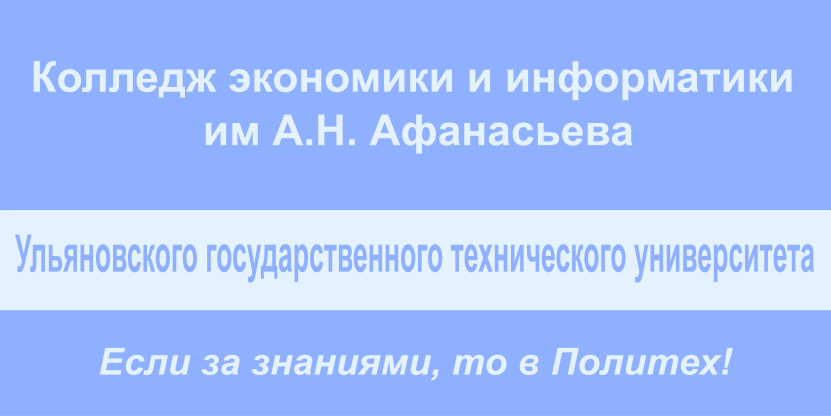 Колледж экономики и информатики
им А.Н. Афанасьева
Ульяновского государственного технического университета
Если за знаниями, то в Политех!